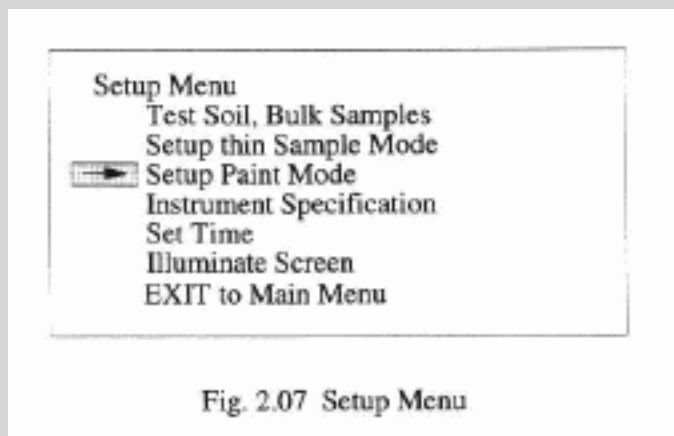 Setup Menu
Test Soil, Bulk Samples
Setup thin Sample Mode
Setup Paint Mode
Instrument Specification
Set Time
Illuminate Screen
EXIT to Main Menu
Fig. 2.07 Setup Menu